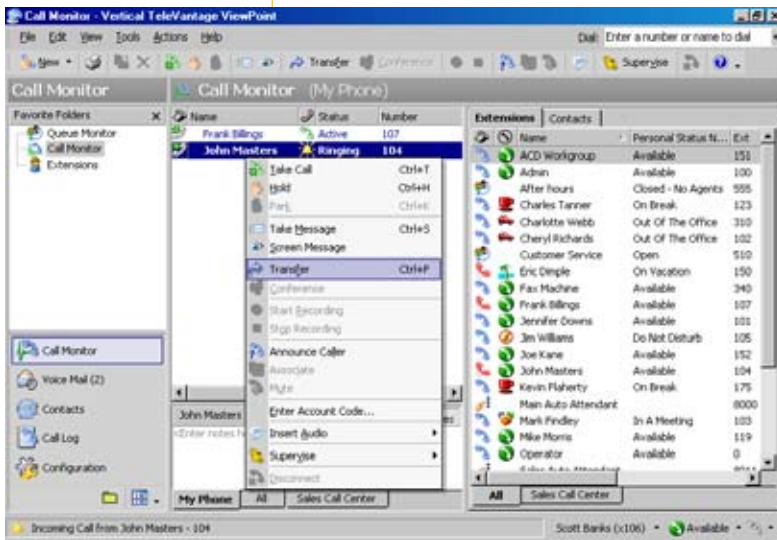 Call Monitor - Vertical TeleVantage ViewPoint
File Edit View Tools Actions Help
Dial: Enter a number or name to dial
New Transfer Conference Supervise
Call Monitor
Call Monitor (My Phone)
Favorite Folders
Queue Monitor
Call Monitor
Extensions
Name Status Number
Frank Billings Active 107
John Masters Ringing 104
Take Call Ctrl+T
Hold Ctrl+H
Park Ctrl+K
Take Message Ctrl+S
Screen Message
Transfer Ctrl+P
Conference
Start Recording
Stop Recording
Announce Caller
Associate
Mute
Enter Account Code...
Insert Audio
Supervise
Disconnect
John Masters
<Enter notes h
My Phone All Sales Call Center
Call Monitor
Voice Mail (2)
Contacts
Call Log
Configuration
Extensions Contacts
Name Personal Status N... Ext
ACD Workgroup Available 151
Admin Available 100
After hours Closed - No Agents 555
Charles Tanner On Break 123
Charlotte Webb Out Of The Office 310
Cheryl Richards Out Of The Office 102
Customer Service Open 510
Eric Dimple On Vacation 150
Fax Machine Available 340
Frank Billings Available 107
Jennifer Downs Available 101
Jim Williams Do Not Disturb 105
Joe Kane Available 152
John Masters Available 104
Kevin Flaherty On Break 175
Main Auto Attendant 8000
Mark Findley In A Meeting 103
Mike Morris Available 119
Operator Available 0
All Sales Call Center
Incoming Call from John Masters - 104
Scott Banks (x106) Available